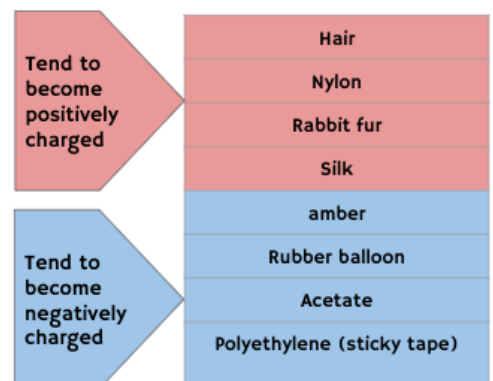 Tend to
become
positively
charged
Hair
Nylon
Rabbit fur
Silk
Tend to
become
negatively
charged
amber
Rubber balloon
Acetate
Polyethylene (sticky tape)